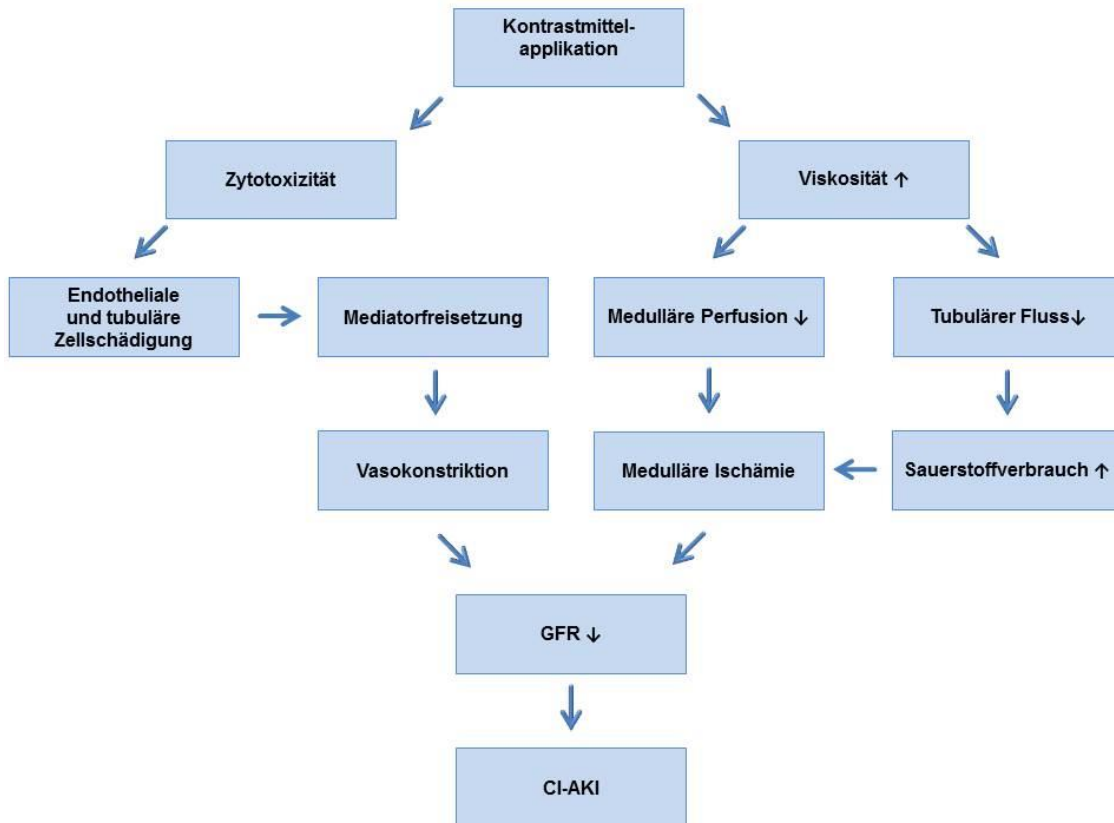 Kontrastmittel-
applikation
Zytotoxizität
Viskosität ↑
Endotheliale
und tubuläre
Zellschädigung
Mediatorfreisetzung
Medulläre Perfusion ↓
Tubulärer Fluss↓
Vasokonstriktion
Medulläre Ischämie
Sauerstoffverbrauch ↑
GFR ↓
CI-AKI